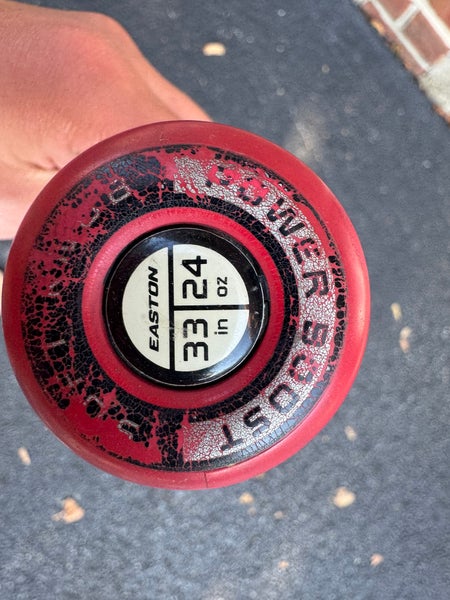 EASTON
33 in
24 oz
POWER BOOST